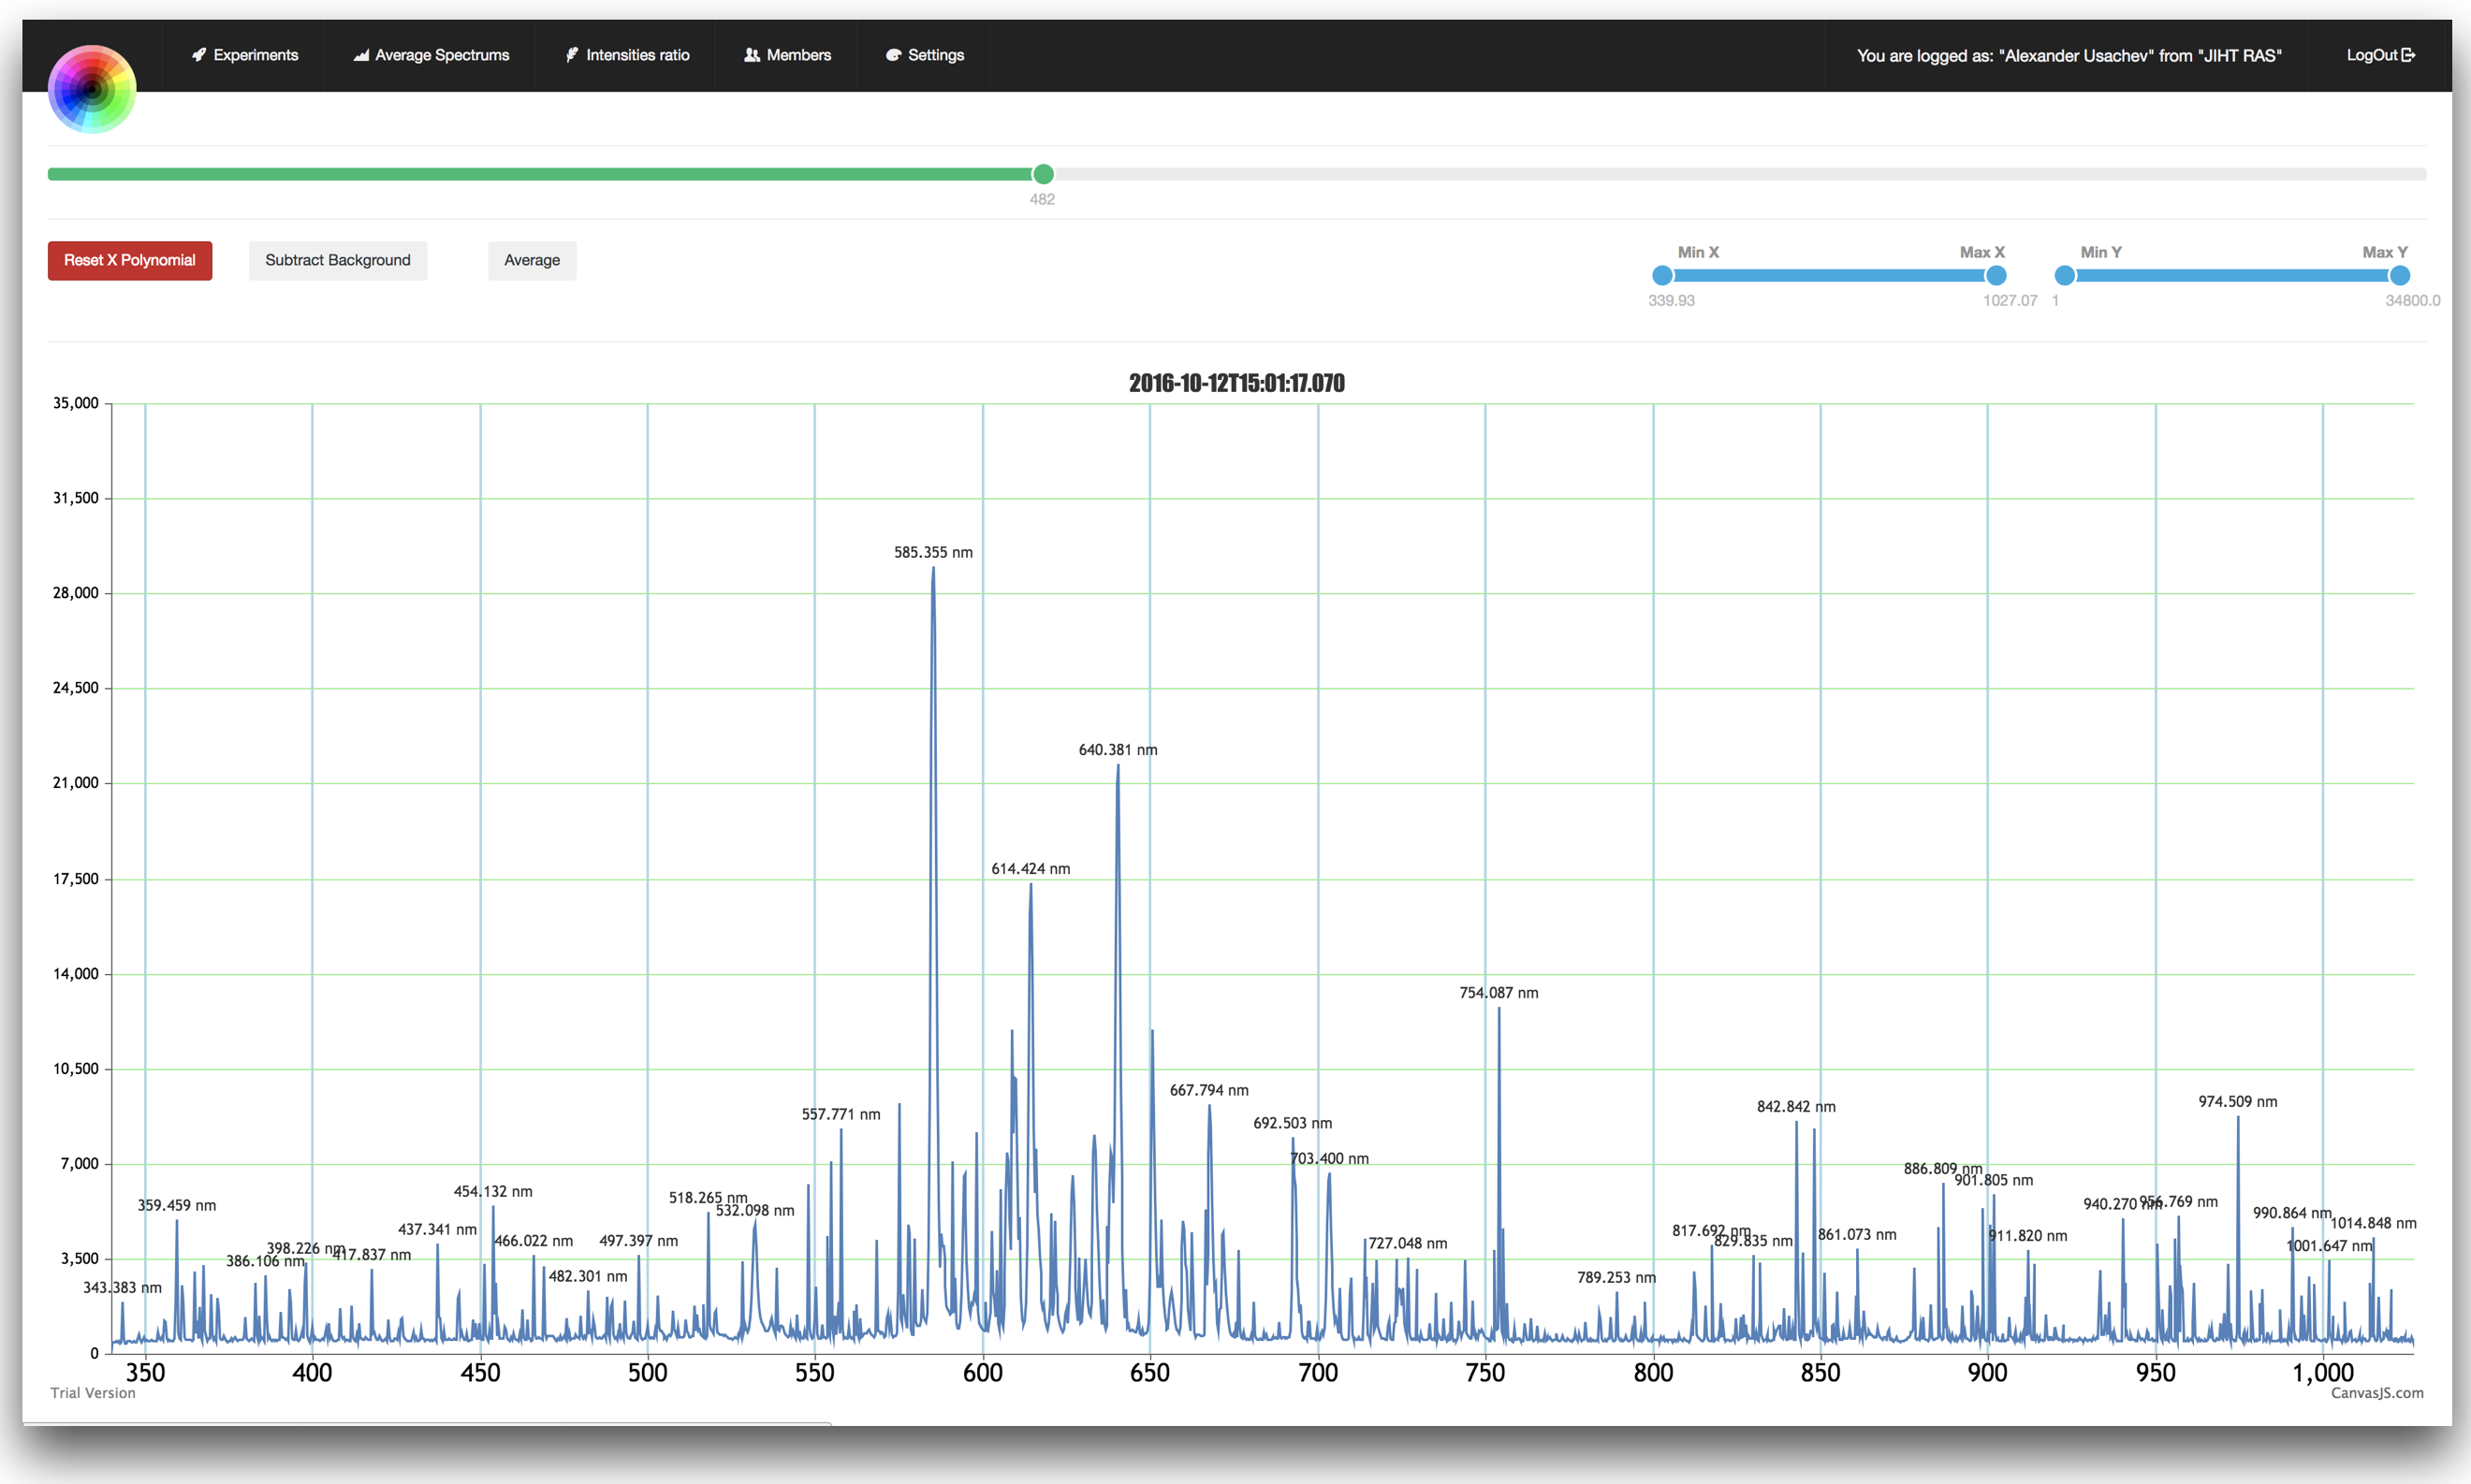 Experiments
Average Spectrums
Intensities ratio
Members
Settings
You are logged as: "Alexander Usachev" from "JIHT RAS"
LogOut
482
Reset X Polynomial
Subtract Background
Average
Min X
Max X
Min Y
Max Y
339.93
1027.07
1
34800.0
2016-10-12T15:01:17.070
35,000
31,500
28,000
24,500
21,000
17,500
14,000
10,500
7,000
3,500
0
585.355 nm
640.381 nm
614.424 nm
754.087 nm
667.794 nm
974.509 nm
842.842 nm
557.771 nm
692.503 nm
703.400 nm
886.809 nm
901.805 nm
454.132 nm
518.265 nm
359.459 nm
940.270 nm
956.769 nm
532.098 nm
990.864 nm
1014.848 nm
437.341 nm
817.692 nm
861.073 nm
911.820 nm
466.022 nm
497.397 nm
829.835 nm
727.048 nm
1001.647 nm
398.226 nm
417.837 nm
386.106 nm
482.301 nm
789.253 nm
343.383 nm
350
400
450
500
550
600
650
700
750
800
850
900
950
1,000
Trial Version
CanvasJS.com